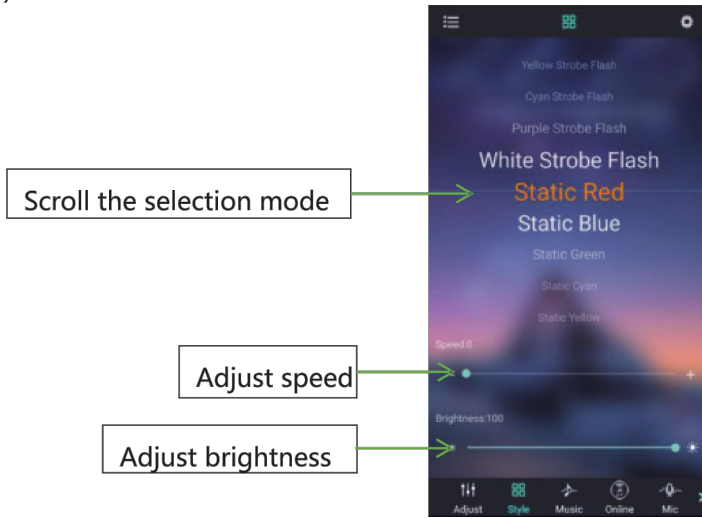 Yellow Strobe Flash
Cyan Strobe Flash
Purple Strobe Flash
White Strobe Flash
Scroll the selection mode
Static Red
Static Blue
Static Green
Static Cyan
Static Yellow
Speed:0
Adjust speed
Brightness:100
Adjust brightness
Adjust Style Music Online Mic